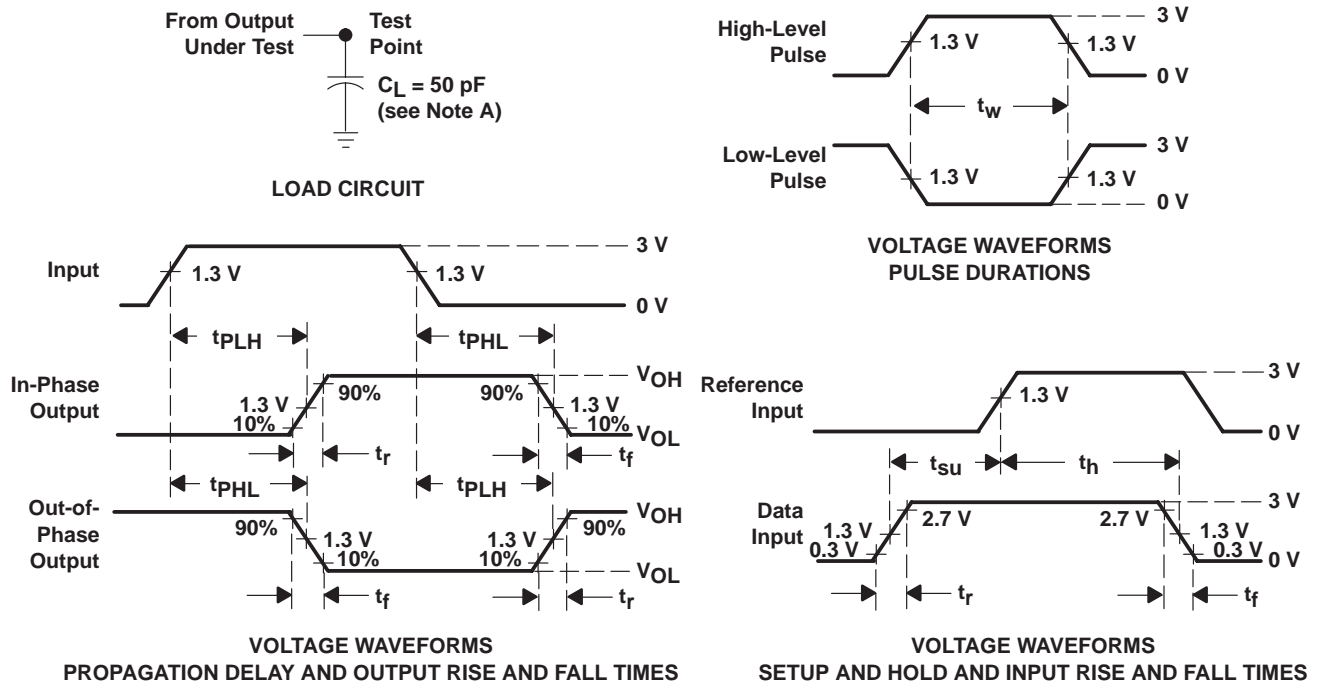 From Output
Under Test
Test
Point
CL = 50 pF
(see Note A)
LOAD CIRCUIT
High-Level
Pulse
1.3 V
1.3 V
3 V
0 V
tw
Low-Level
Pulse
1.3 V
1.3 V
3 V
0 V
VOLTAGE WAVEFORMS
PULSE DURATIONS
Input
1.3 V
1.3 V
3 V
0 V
tPLH
tPHL
In-Phase
Output
1.3 V
10%
90%
90%
1.3 V
10%
VOH
VOL
tr
tf
tPHL
tPLH
Out-of-
Phase
Output
90%
1.3 V
10%
1.3 V
10%
90%
VOH
VOL
tf
tr
VOLTAGE WAVEFORMS
PROPAGATION DELAY AND OUTPUT RISE AND FALL TIMES
Reference
Input
1.3 V
3 V
0 V
tsu
th
Data
Input
1.3 V
0.3 V
2.7 V
2.7 V
1.3 V
0.3 V
3 V
0 V
tr
tf
VOLTAGE WAVEFORMS
SETUP AND HOLD AND INPUT RISE AND FALL TIMES